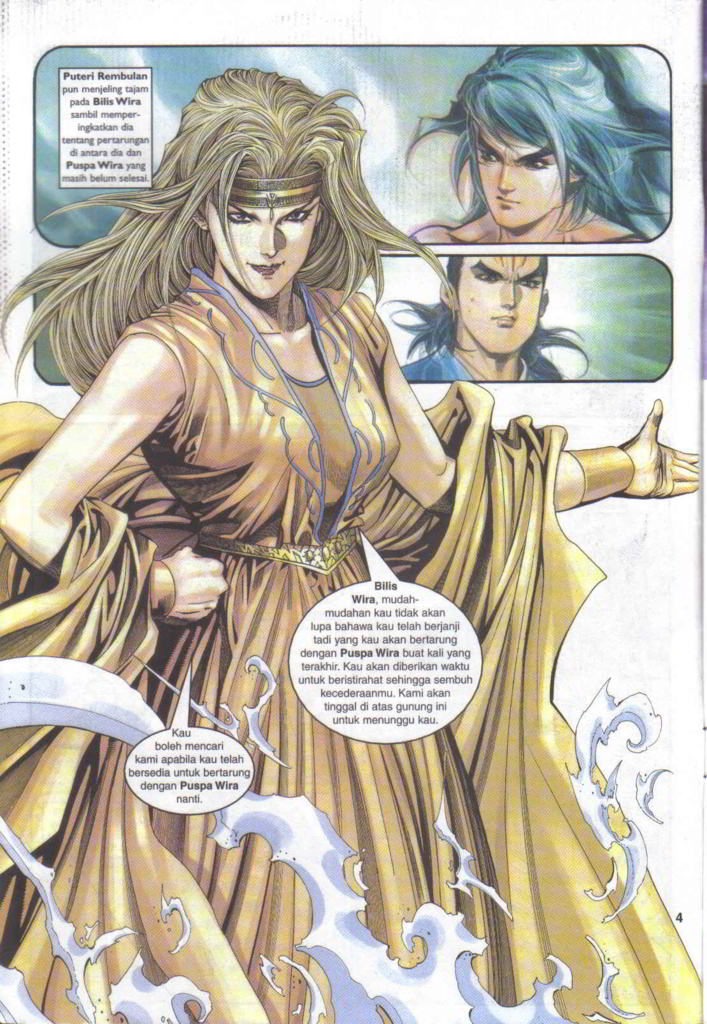 Puteri Rembulan
pun menjeling tajam
pada Bilis Wira
sambil memper-
ingkatkan dia
tentang pertarungan
di antara dia dan
Puspa Wira yang
masih belum selesai.
Bilis
Wira, mudah-
mudahan kau tidak akan
lupa bahawa kau telah berjanji
tadi yang kau akan bertarung
dengan Puspa Wira buat kali yang
terakhir. Kau akan diberikan waktu
untuk beristirahat sehingga sembuh
kecederaanmu. Kami akan
tinggal di atas gunung ini
untuk menunggu kau.
Kau
boleh mencari
kami apabila kau telah
bersedia untuk bertarung
dengan Puspa Wira
nanti.
4